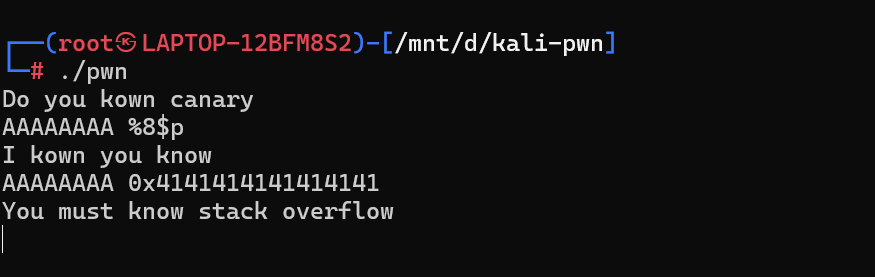 ┌──(root㉿LAPTOP-12BFM8S2)-[/mnt/d/kali-pwn]
└─# ./pwn
Do you kown canary
AAAAAAAA %8$p
I kown you know
AAAAAAAA 0x4141414141414141
You must know stack overflow